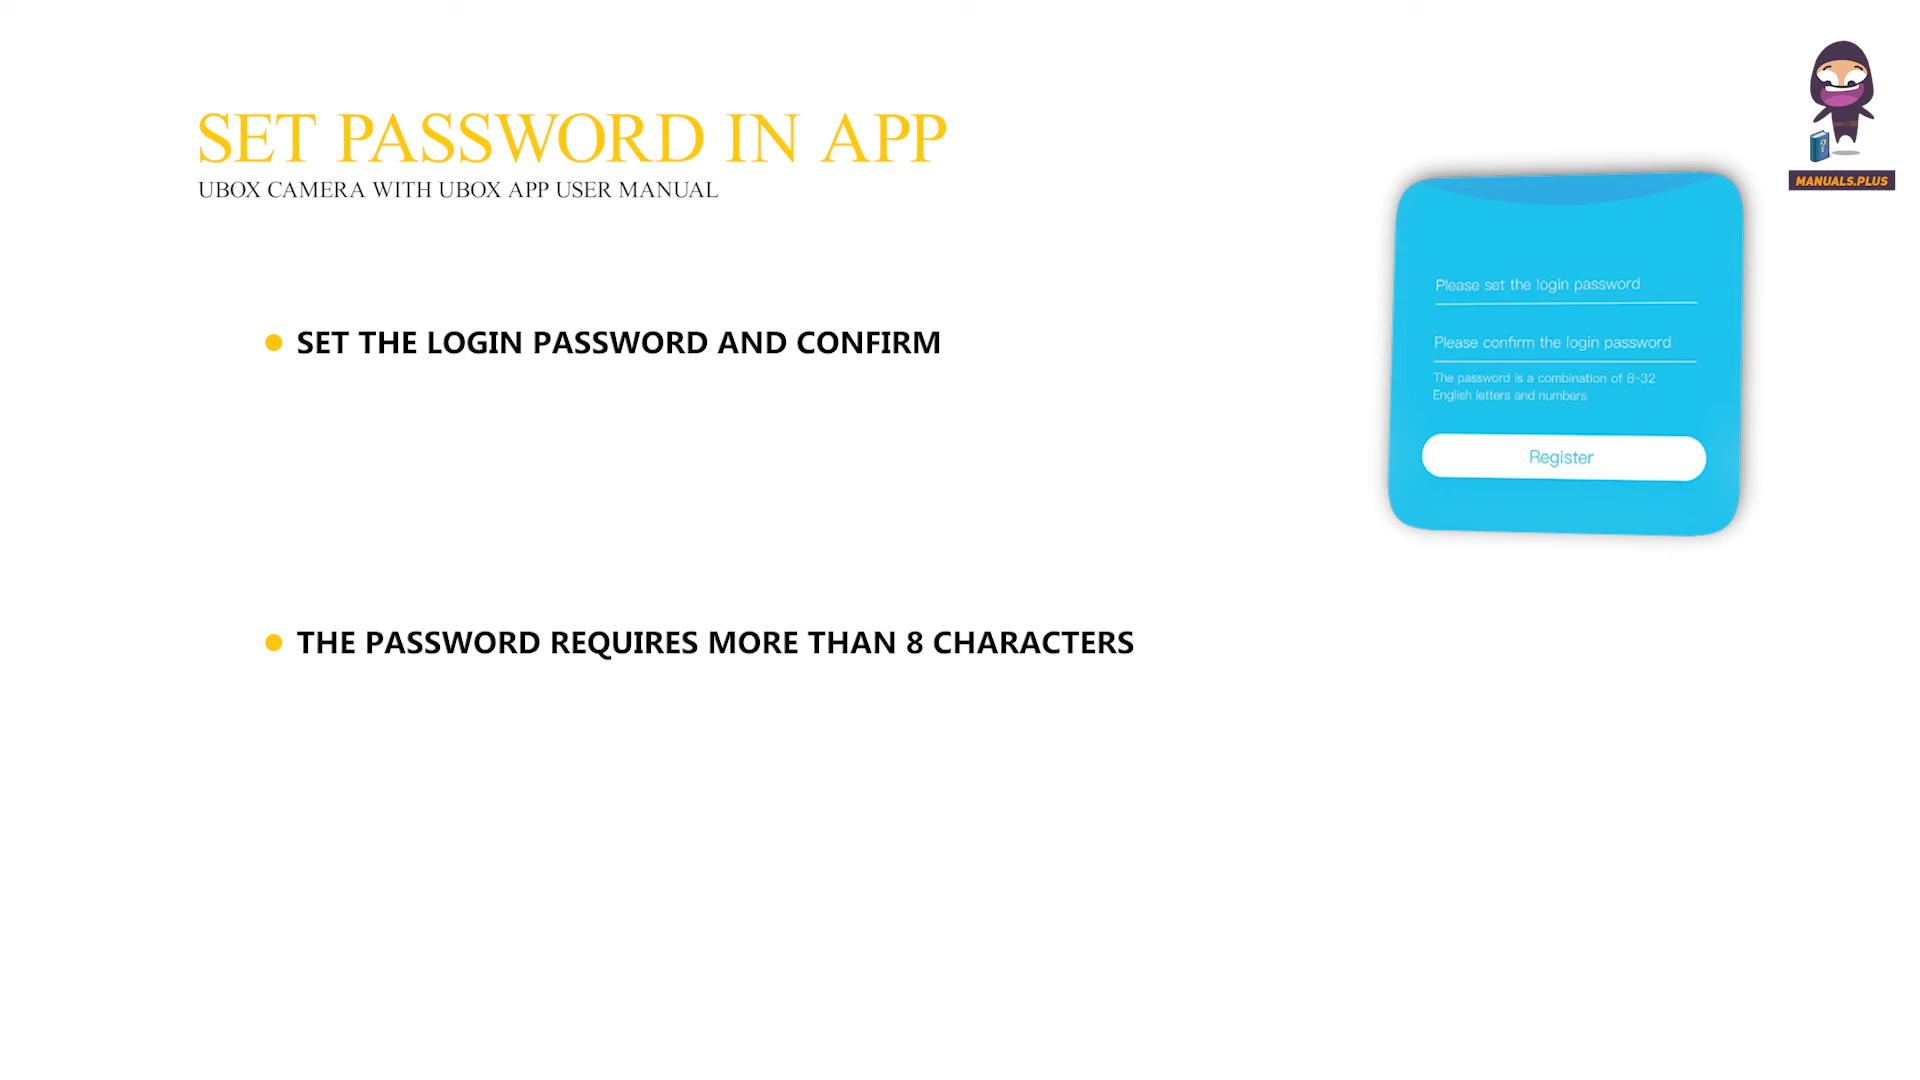 SET PASSWORD IN APP
UBOX CAMERA WITH UBOX APP USER MANUAL
MANUALS.PLUS
SET THE LOGIN PASSWORD AND CONFIRM
Please set the login password
Please confirm the login password
The password is a combination of 8~32
English letters and numbers
Register
THE PASSWORD REQUIRES MORE THAN 8 CHARACTERS